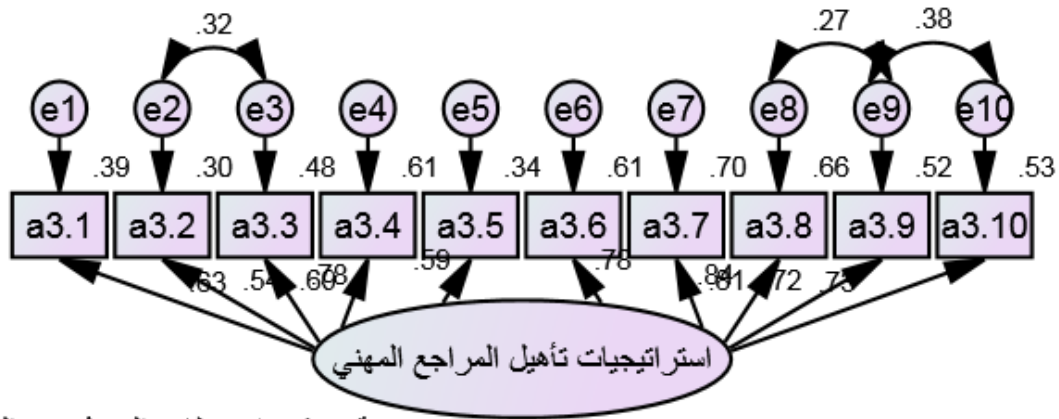 .32 .27 .38
e1 e2 e3 e4 e5 e6 e7 e8 e9 e10
.39 .30 .48 .61 .34 .61 .70 .66 .52 .53
a3.1 a3.2 a3.3 a3.4 a3.5 a3.6 a3.7 a3.8 a3.9 a3.10
.63 .54 .69 .78 .59 .78 .84 .81 .72 .73
استراتيجيات تأهيل المراجع المهني